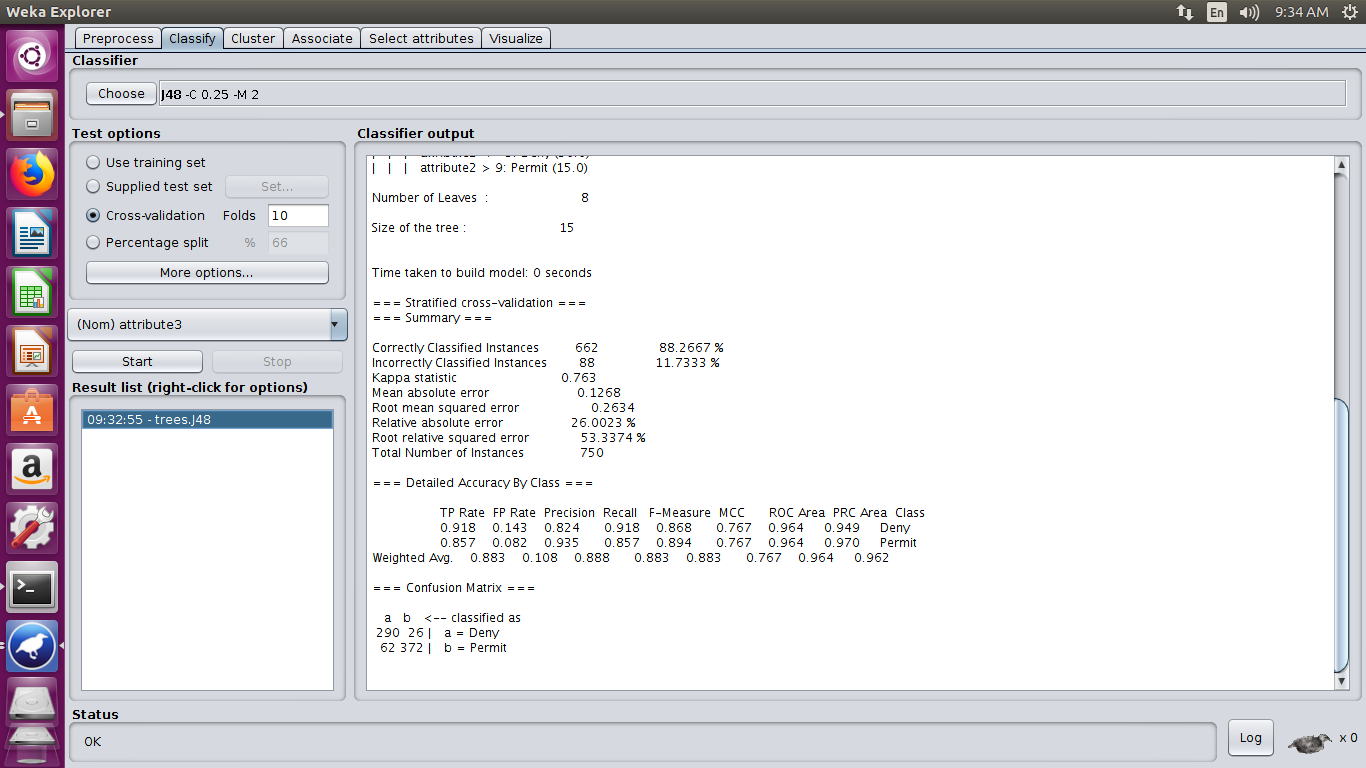 Weka Explorer
En
9:34 AM
Preprocess Classify Cluster Associate Select attributes Visualize
Classifier
Choose J48 -C 0.25 -M 2
Test options
Use training set
Supplied test set Set...
Cross-validation Folds 10
Percentage split % 66
More options...
(Nom) attribute3
Start Stop
Result list (right-click for options)
09:32:55 - trees.J48
Classifier output
| | | attribute2 > 9: Permit (15.0)
Number of Leaves : 8
Size of the tree : 15
Time taken to build model: 0 seconds
=== Stratified cross-validation ===
=== Summary ===
Correctly Classified Instances 662 88.2667 %
Incorrectly Classified Instances 88 11.7333 %
Kappa statistic 0.763
Mean absolute error 0.1268
Root mean squared error 0.2634
Relative absolute error 26.0023 %
Root relative squared error 53.3374 %
Total Number of Instances 750
=== Detailed Accuracy By Class ===
TP Rate FP Rate Precision Recall F-Measure MCC ROC Area PRC Area Class
0.918 0.143 0.824 0.918 0.868 0.767 0.964 0.949 Deny
0.857 0.082 0.935 0.857 0.894 0.767 0.964 0.970 Permit
Weighted Avg. 0.883 0.108 0.888 0.883 0.883 0.767 0.964 0.962
=== Confusion Matrix ===
a b <-- classified as
290 26 | a = Deny
62 372 | b = Permit
Status
OK
Log
x 0